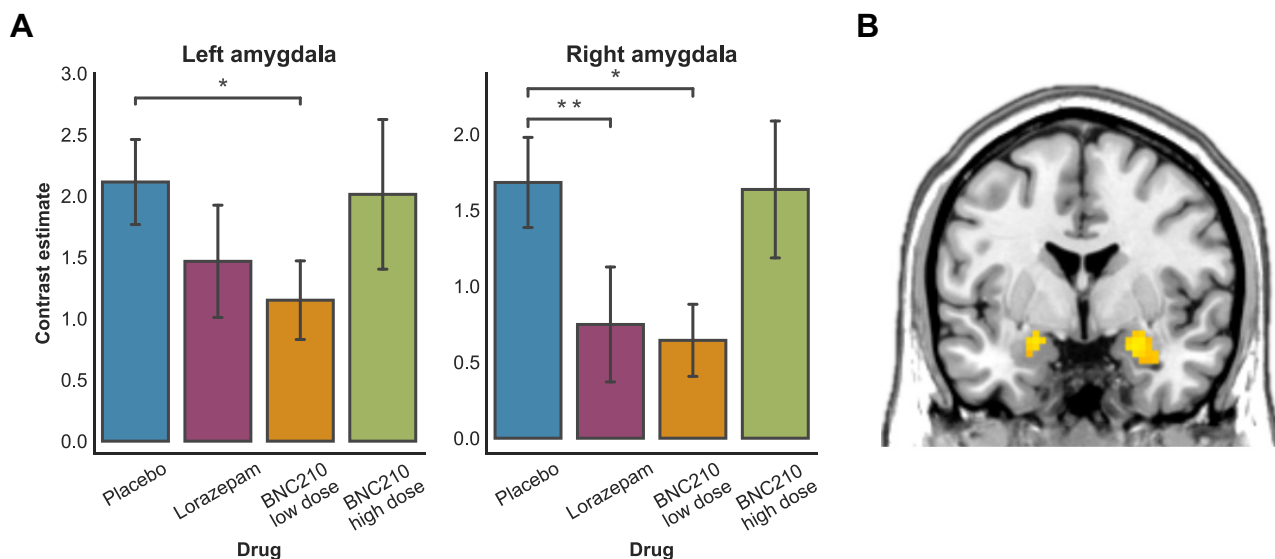 A
B
Left amygdala
Right amygdala
Contrast estimate
3.0
2.5
2.0
1.5
1.0
0.5
0.0
*
Placebo
Lorazepam
BNC210
low dose
BNC210
high dose
Drug
2.0
1.5
1.0
0.5
0.0
*
* *
Placebo
Lorazepam
BNC210
low dose
BNC210
high dose
Drug